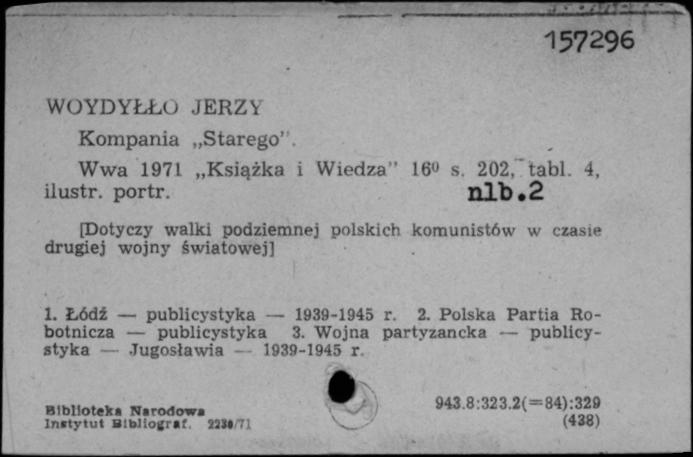 157296
WOYDYŁŁO JERZY
Kompania „Starego”.
Wwa 1971 „Książka i Wiedza” 16⁰ s. 202, tabl. 4,
ilustr. portr. nlb.2
[Dotyczy walki podziemnej polskich komunistów w czasie
drugiej wojny światowej]
1. Łódź — publicystyka — 1939-1945 r. 2. Polska Partia Ro-
botnicza — publicystyka 3. Wojna partyzancka — publicy-
styka — Jugosławia — 1939-1945 r.
Biblioteka Narodowa
Instytut Bibliograf. 2230/71
943.8:323.2(=84):329
(438)